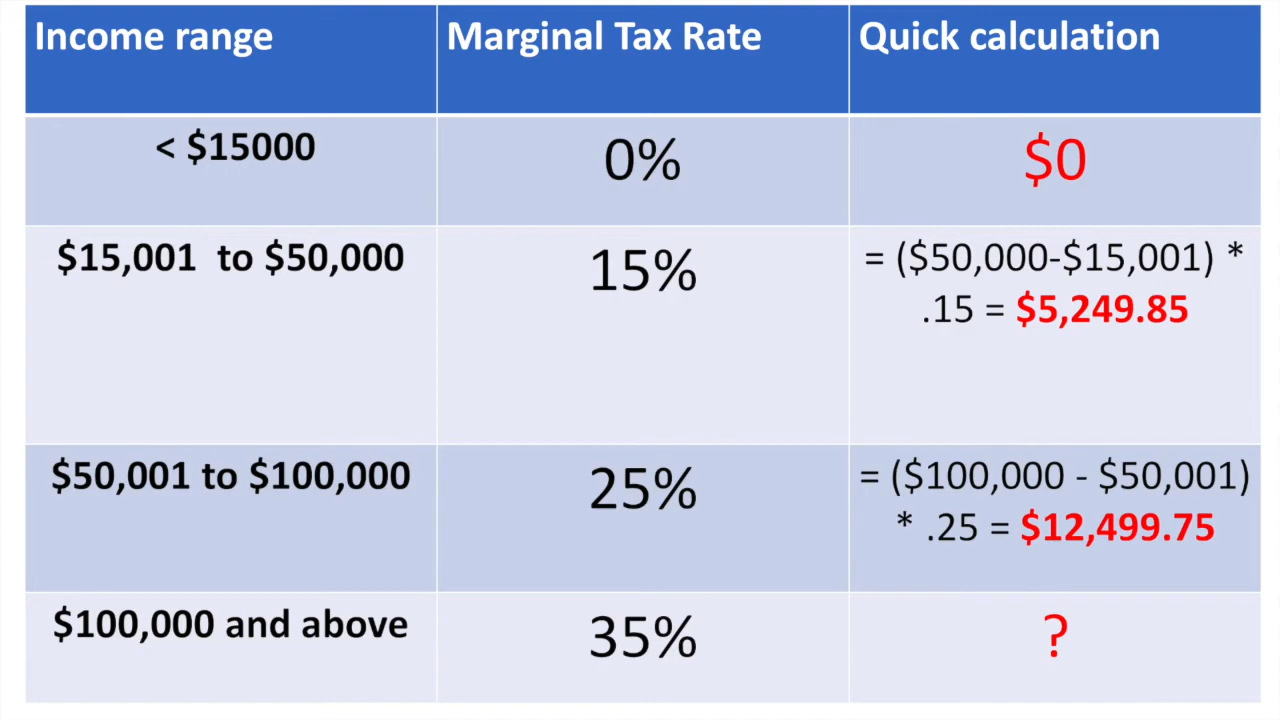 Income range Marginal Tax Rate Quick calculation
< $15000 0% $0
$15,001 to $50,000 15% = ($50,000-$15,001) *
.15 = $5,249.85
$50,001 to $100,000 25% = ($100,000 - $50,001)
* .25 = $12,499.75
$100,000 and above 35% ?